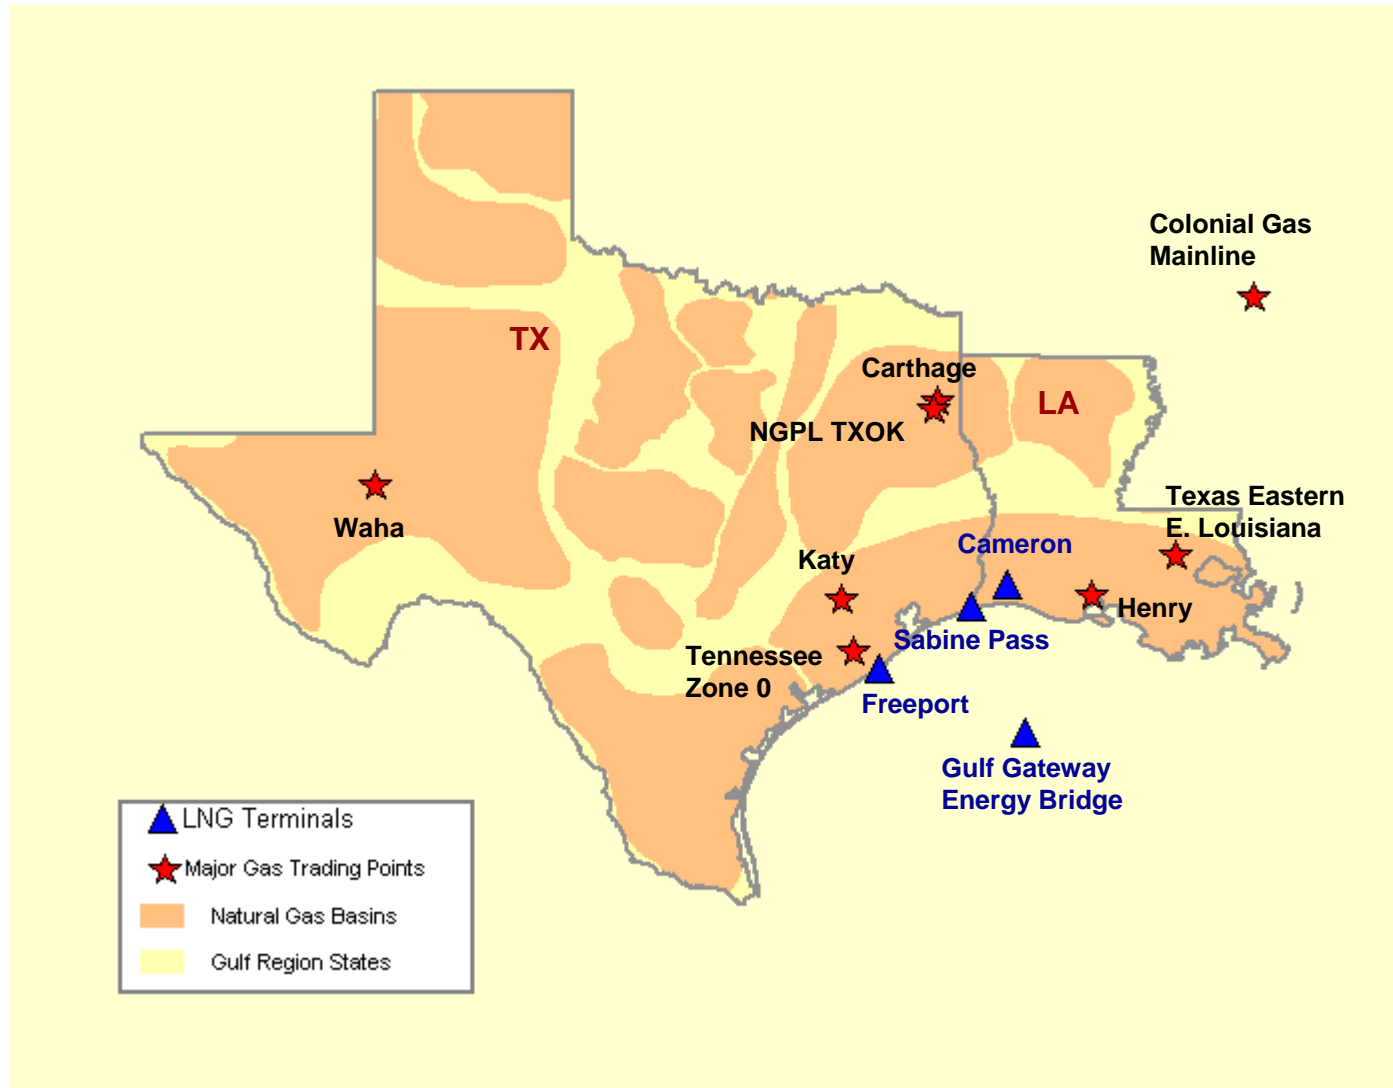 Colonial Gas
Mainline
TX
Carthage
LA
NGPL TXOK
Texas Eastern
E. Louisiana
Waha
Cameron
Katy
Henry
Sabine Pass
Tennessee
Zone 0
Freeport
Gulf Gateway
Energy Bridge
LNG Terminals
Major Gas Trading Points
Natural Gas Basins
Gulf Region States